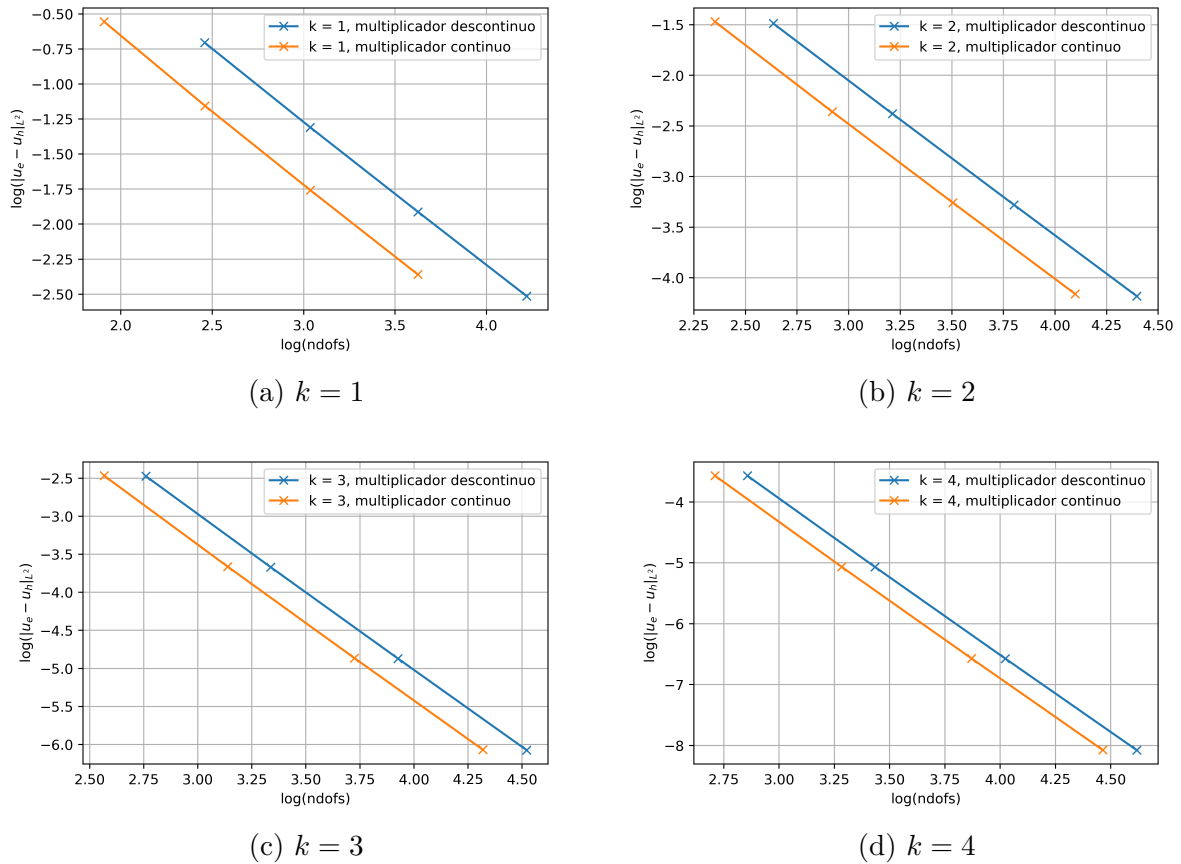 k = 1, multiplicador descontinuo
k = 1, multiplicador continuo
−0.50
−0.75
−1.00
−1.25
−1.50
−1.75
−2.00
−2.25
−2.50
log(|u_e − u_h|_{L²})
2.0 2.5 3.0 3.5 4.0
log(ndofs)
(a) k = 1
k = 2, multiplicador descontinuo
k = 2, multiplicador continuo
−1.5
−2.0
−2.5
−3.0
−3.5
−4.0
log(|u_e − u_h|_{L²})
2.25 2.50 2.75 3.00 3.25 3.50 3.75 4.00 4.25 4.50
log(ndofs)
(b) k = 2
k = 3, multiplicador descontinuo
k = 3, multiplicador continuo
−2.5
−3.0
−3.5
−4.0
−4.5
−5.0
−5.5
−6.0
log(|u_e − u_h|_{L²})
2.50 2.75 3.00 3.25 3.50 3.75 4.00 4.25 4.50
log(ndofs)
(c) k = 3
k = 4, multiplicador descontinuo
k = 4, multiplicador continuo
−4
−5
−6
−7
−8
log(|u_e − u_h|_{L²})
2.75 3.00 3.25 3.50 3.75 4.00 4.25 4.50
log(ndofs)
(d) k = 4